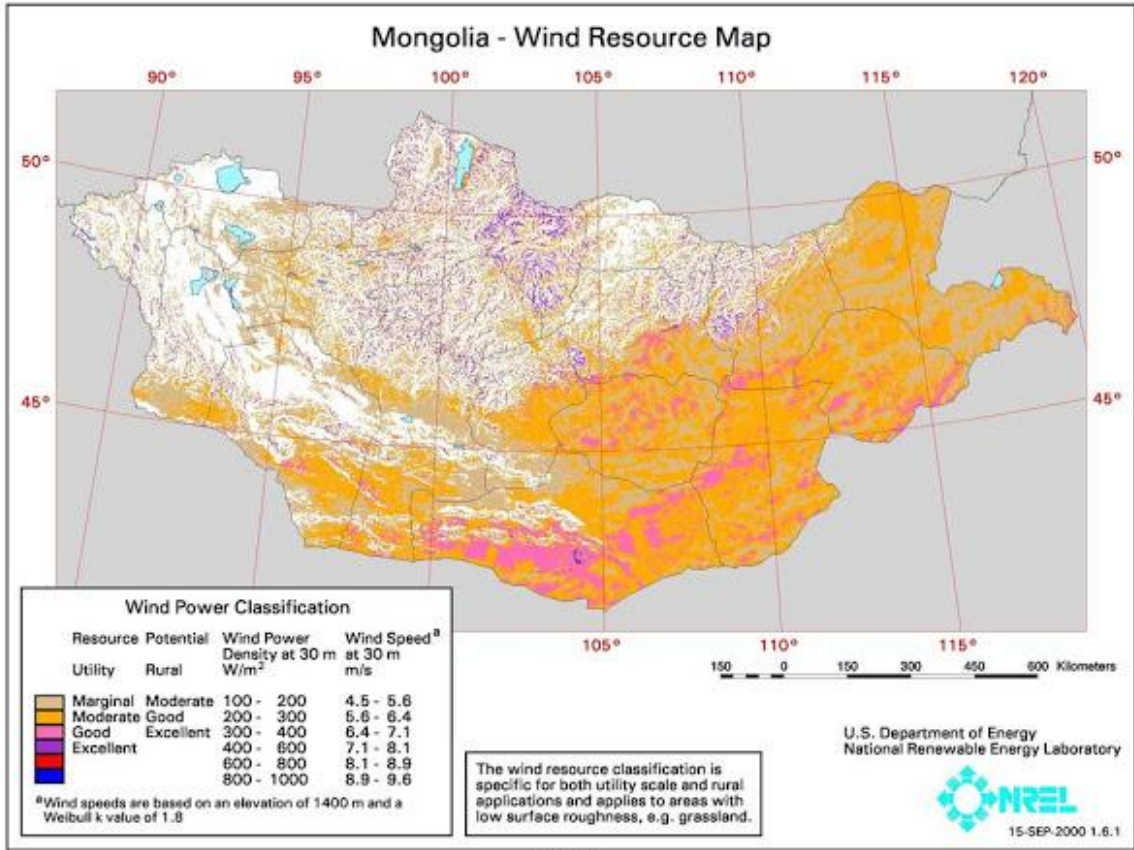 Mongolia - Wind Resource Map
90° 95° 100° 105° 110° 115° 120°
50° 50°
45° 45°
105° 110° 115°
Wind Power Classification
Resource Potential Wind Power Wind Speed a
Density at 30 m at 30 m
Utility Rural W/m² m/s
Marginal Moderate 100 - 200 4.5 - 5.6
Moderate Good 200 - 300 5.6 - 6.4
Good Excellent 300 - 400 6.4 - 7.1
Excellent 400 - 600 7.1 - 8.1
600 - 800 8.1 - 8.9
800 - 1000 8.9 - 9.6
a Wind speeds are based on an elevation of 1400 m and a
Weibull k value of 1.8
150 0 150 300 450 600 Kilometers
The wind resource classification is
specific for both utility scale and rural
applications and applies to areas with
low surface roughness, e.g. grassland.
U.S. Department of Energy
National Renewable Energy Laboratory
NREL
15-SEP-2000 1.6.1